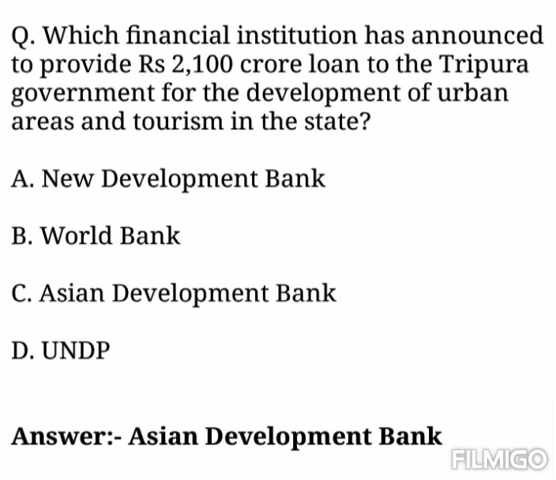 Q. Which financial institution has announced
to provide Rs 2,100 crore loan to the Tripura
government for the development of urban
areas and tourism in the state?
A. New Development Bank
B. World Bank
C. Asian Development Bank
D. UNDP
Answer:- Asian Development Bank
FILMIGO